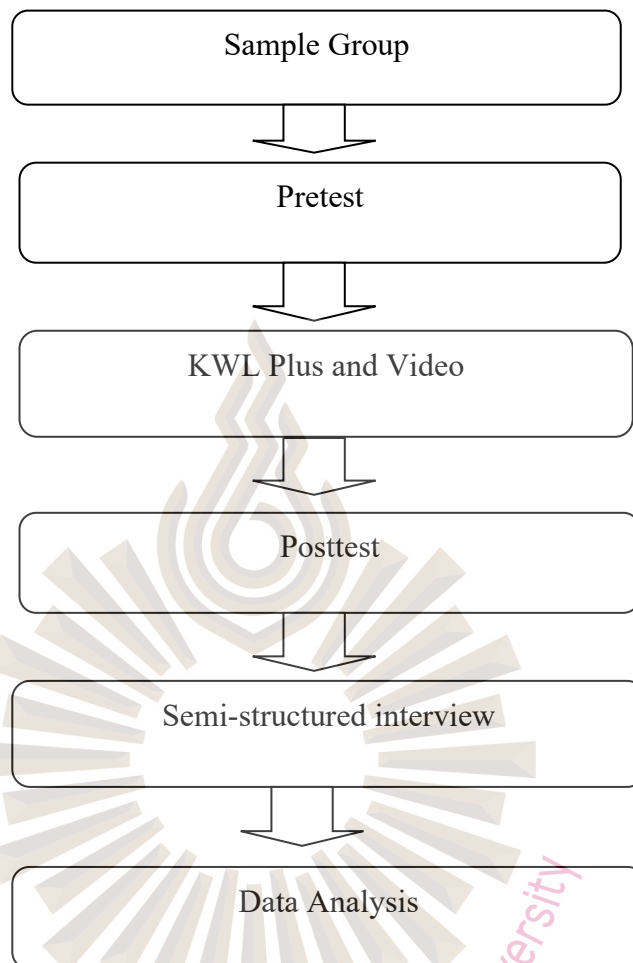 Sample Group
Pretest
KWL Plus and Video
Posttest
Semi-structured interview
Data Analysis